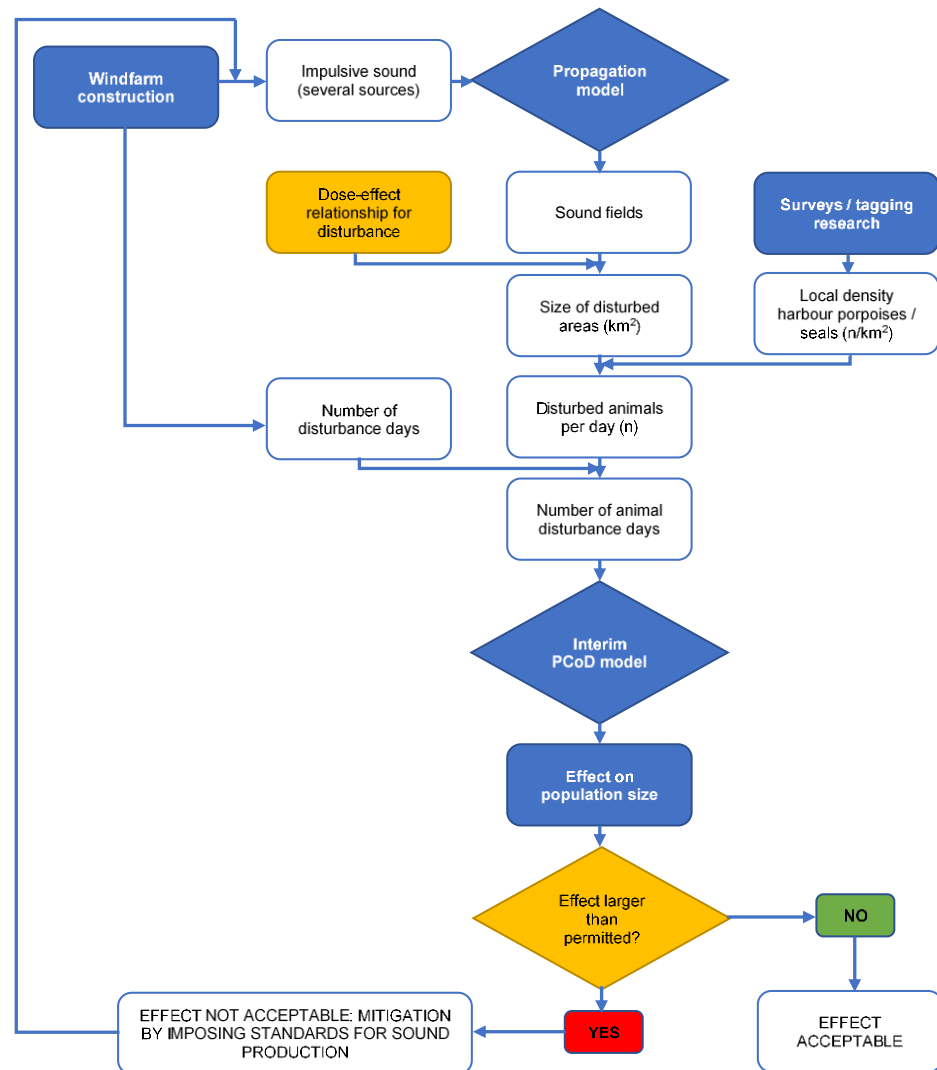 Windfarm
construction
Impulsive sound
(several sources)
Propagation
model
Dose-effect
relationship for
disturbance
Sound fields
Surveys / tagging
research
Size of disturbed
areas (km²)
Local density
harbour porpoises /
seals (n/km²)
Number of
disturbance days
Disturbed animals
per day (n)
Number of animal
disturbance days
Interim
PCoD model
Effect on
population size
Effect larger
than
permitted?
NO
YES
EFFECT NOT ACCEPTABLE: MITIGATION
BY IMPOSING STANDARDS FOR SOUND
PRODUCTION
EFFECT
ACCEPTABLE